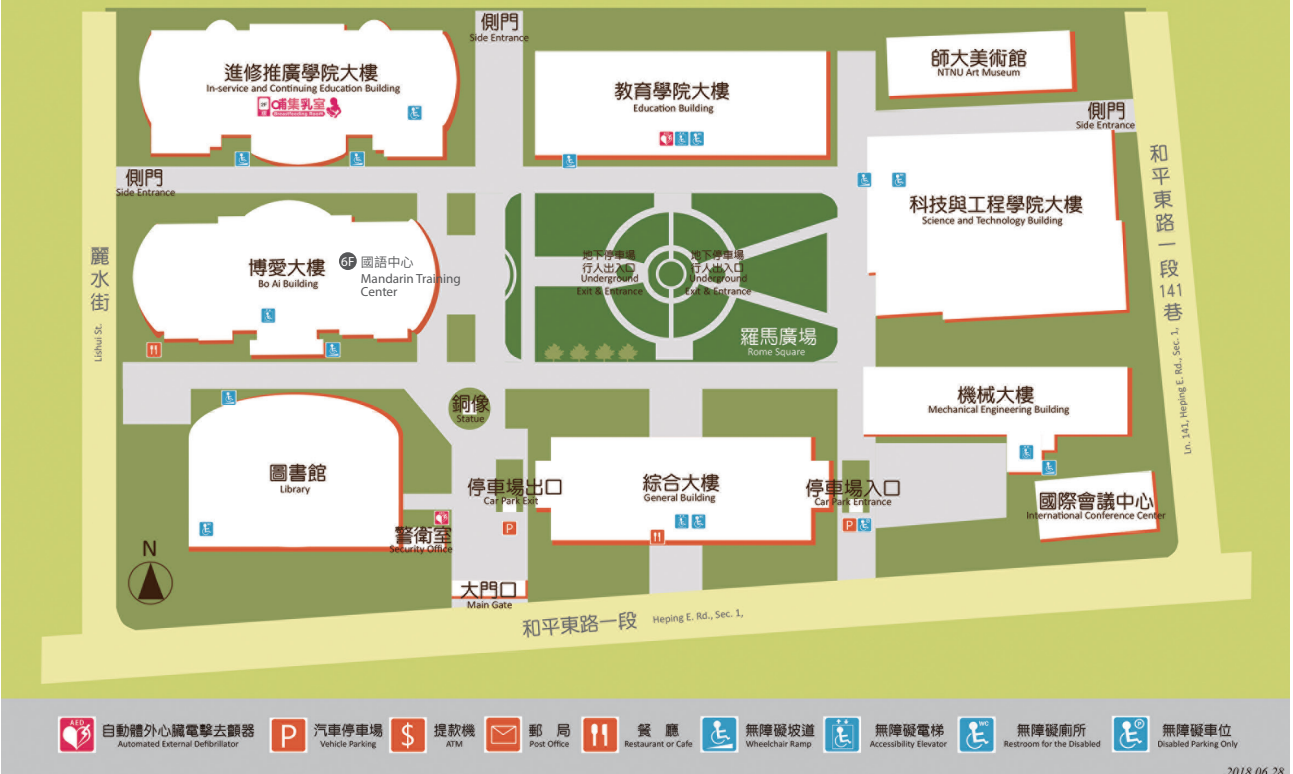 側門
Side Entrance
進修推廣學院大樓
In-service and Continuing Education Building
哺集乳室
Breastfeeding Room
教育學院大樓
Education Building
師大美術館
NTNU Art Museum
側門
Side Entrance
側門
Side Entrance
科技與工程學院大樓
Science and Technology Building
和平東路一段141巷
Ln. 141, Heping E. Rd., Sec. 1,
麗水街
Lishui St.
博愛大樓
Bo Ai Building
6F 國語中心
Mandarin Training
Center
地下停車場
行人出入口
Underground
Exit & Entrance
地下停車場
行人出入口
Underground
Exit & Entrance
羅馬廣場
Rome Square
銅像
Statue
機械大樓
Mechanical Engineering Building
圖書館
Library
停車場出口
Car Park Exit
P
綜合大樓
General Building
停車場入口
Car Park Entrance
P
國際會議中心
International Conference Center
警衛室
Security Office
N
大門口
Main Gate
和平東路一段 Heping E. Rd., Sec. 1,
AED 自動體外心臟電擊去顫器
Automated External Defibrillator
P 汽車停車場
Vehicle Parking
$ 提款機
ATM
郵局
Post Office
餐廳
Restaurant or Cafe
無障礙坡道
Wheelchair Ramp
無障礙電梯
Accessibility Elevator
WC 無障礙廁所
Restroom for the Disabled
P 無障礙車位
Disabled Parking Only
2018.06.28